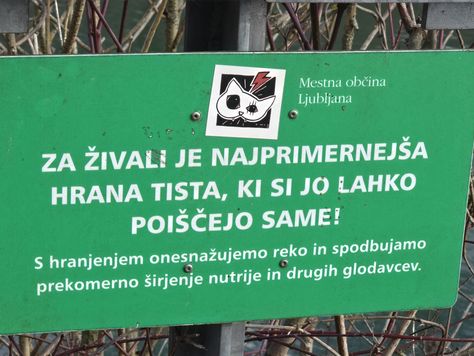 Mestna občina
Ljubljana
ZA ŽIVALI JE NAJPRIMERNEJŠA
HRANA TISTA, KI SI JO LAHKO
POIŠČEJO SAME!
S hranjenjem onesnažujemo reko in spodbujamo
prekomerno širjenje nutrije in drugih glodavcev.